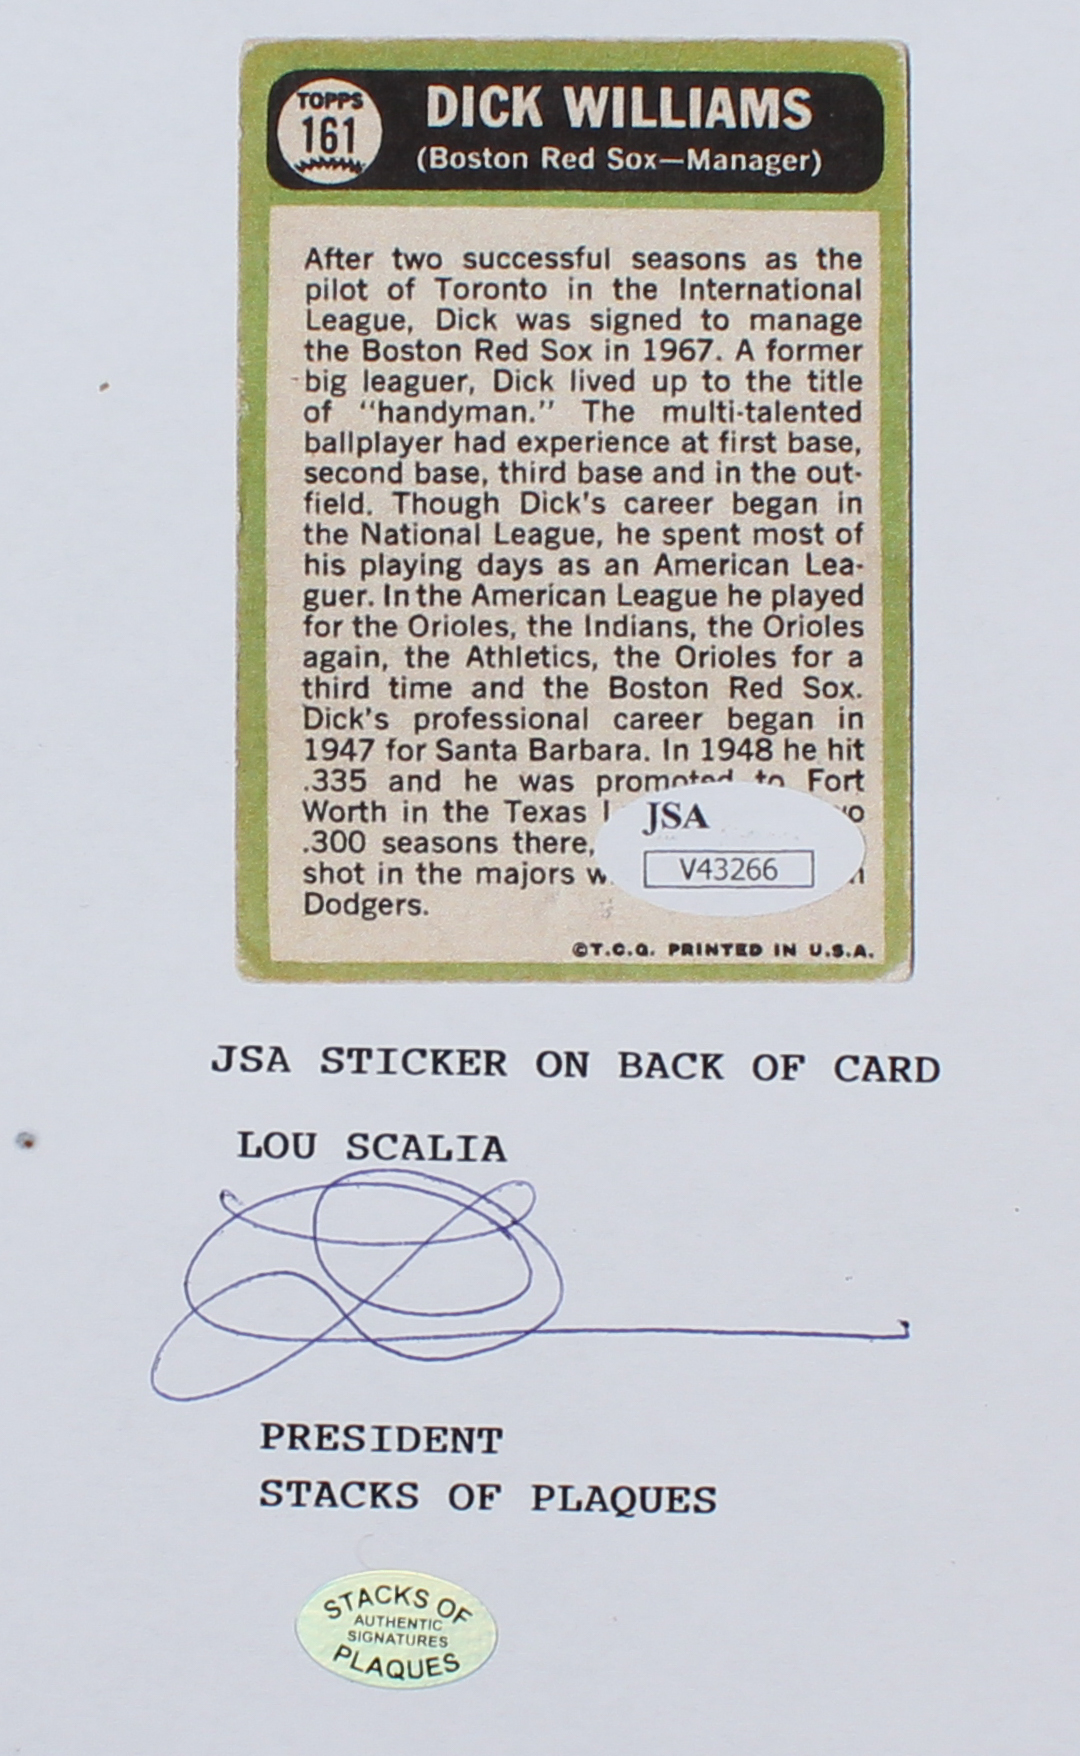 TOPPS
161
DICK WILLIAMS
(Boston Red Sox—Manager)
After two successful seasons as the
pilot of Toronto in the International
League, Dick was signed to manage
the Boston Red Sox in 1967. A former
big leaguer, Dick lived up to the title
of "handyman." The multi-talented
ballplayer had experience at first base,
second base, third base and in the out-
field. Though Dick's career began in
the National League, he spent most of
his playing days as an American Lea-
guer. In the American League he played
for the Orioles, the Indians, the Orioles
again, the Athletics, the Orioles for a
third time and the Boston Red Sox.
Dick's professional career began in
1947 for Santa Barbara. In 1948 he hit
.335 and he was promoted to Fort
Worth in the Texas
.300 seasons there,
shot in the majors
Dodgers.
JSA
V43266
©T.C.G. PRINTED IN U.S.A.
JSA STICKER ON BACK OF CARD
LOU SCALIA
PRESIDENT
STACKS OF PLAQUES
STACKS OF
AUTHENTIC
SIGNATURES
PLAQUES